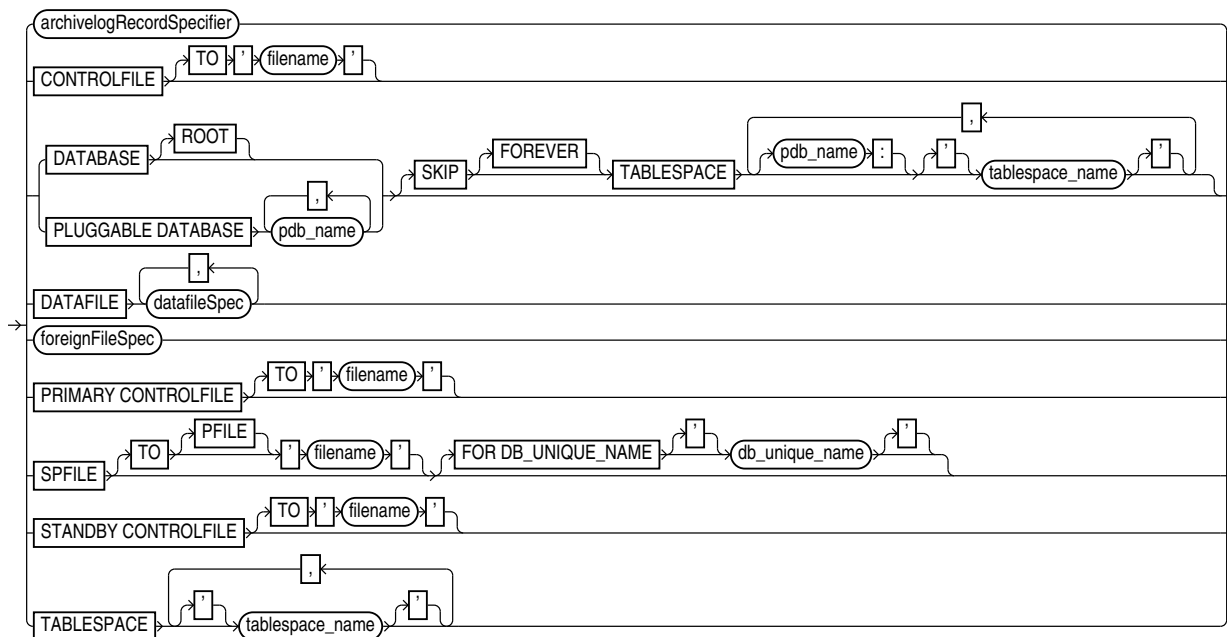 archivelogRecordSpecifier
TO ' filename '
CONTROLFILE
,
ROOT
FOREVER
pdb_name : ' '
DATABASE
SKIP
TABLESPACE
tablespace_name
,
PLUGGABLE DATABASE
pdb_name
,
DATAFILE
datafileSpec
foreignFileSpec
TO ' filename '
PRIMARY CONTROLFILE
PFILE
' '
TO ' filename '
FOR DB_UNIQUE_NAME
db_unique_name
SPFILE
TO ' filename '
STANDBY CONTROLFILE
,
' '
TABLESPACE
tablespace_name